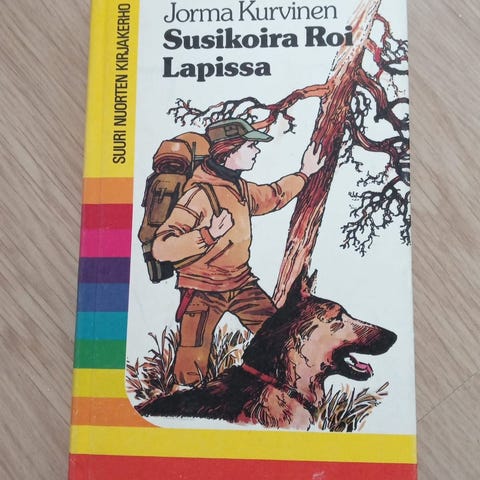 Jorma Kurvinen
Susikoira Roi
Lapissa
SUURI NUORTEN KIRJAKERHO